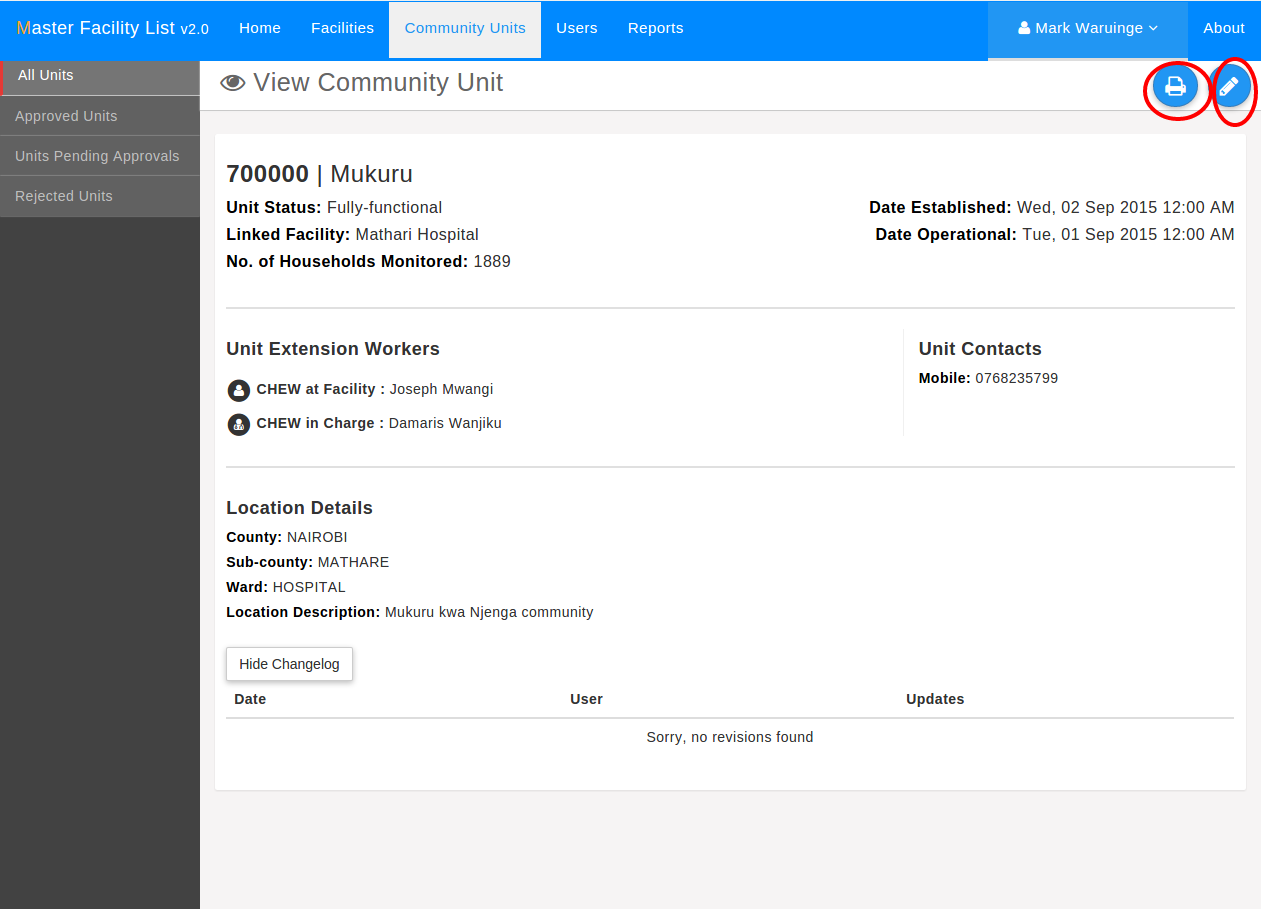 Master Facility List v2.0 Home Facilities Community Units Users Reports Mark Waruinge About
All Units
Approved Units
Units Pending Approvals
Rejected Units
View Community Unit
700000 | Mukuru
Unit Status: Fully-functional
Linked Facility: Mathari Hospital
No. of Households Monitored: 1889
Date Established: Wed, 02 Sep 2015 12:00 AM
Date Operational: Tue, 01 Sep 2015 12:00 AM
Unit Extension Workers
CHEW at Facility : Joseph Mwangi
CHEW in Charge : Damaris Wanjiku
Unit Contacts
Mobile: 0768235799
Location Details
County: NAIROBI
Sub-county: MATHARE
Ward: HOSPITAL
Location Description: Mukuru kwa Njenga community
Hide Changelog
Date User Updates
Sorry, no revisions found